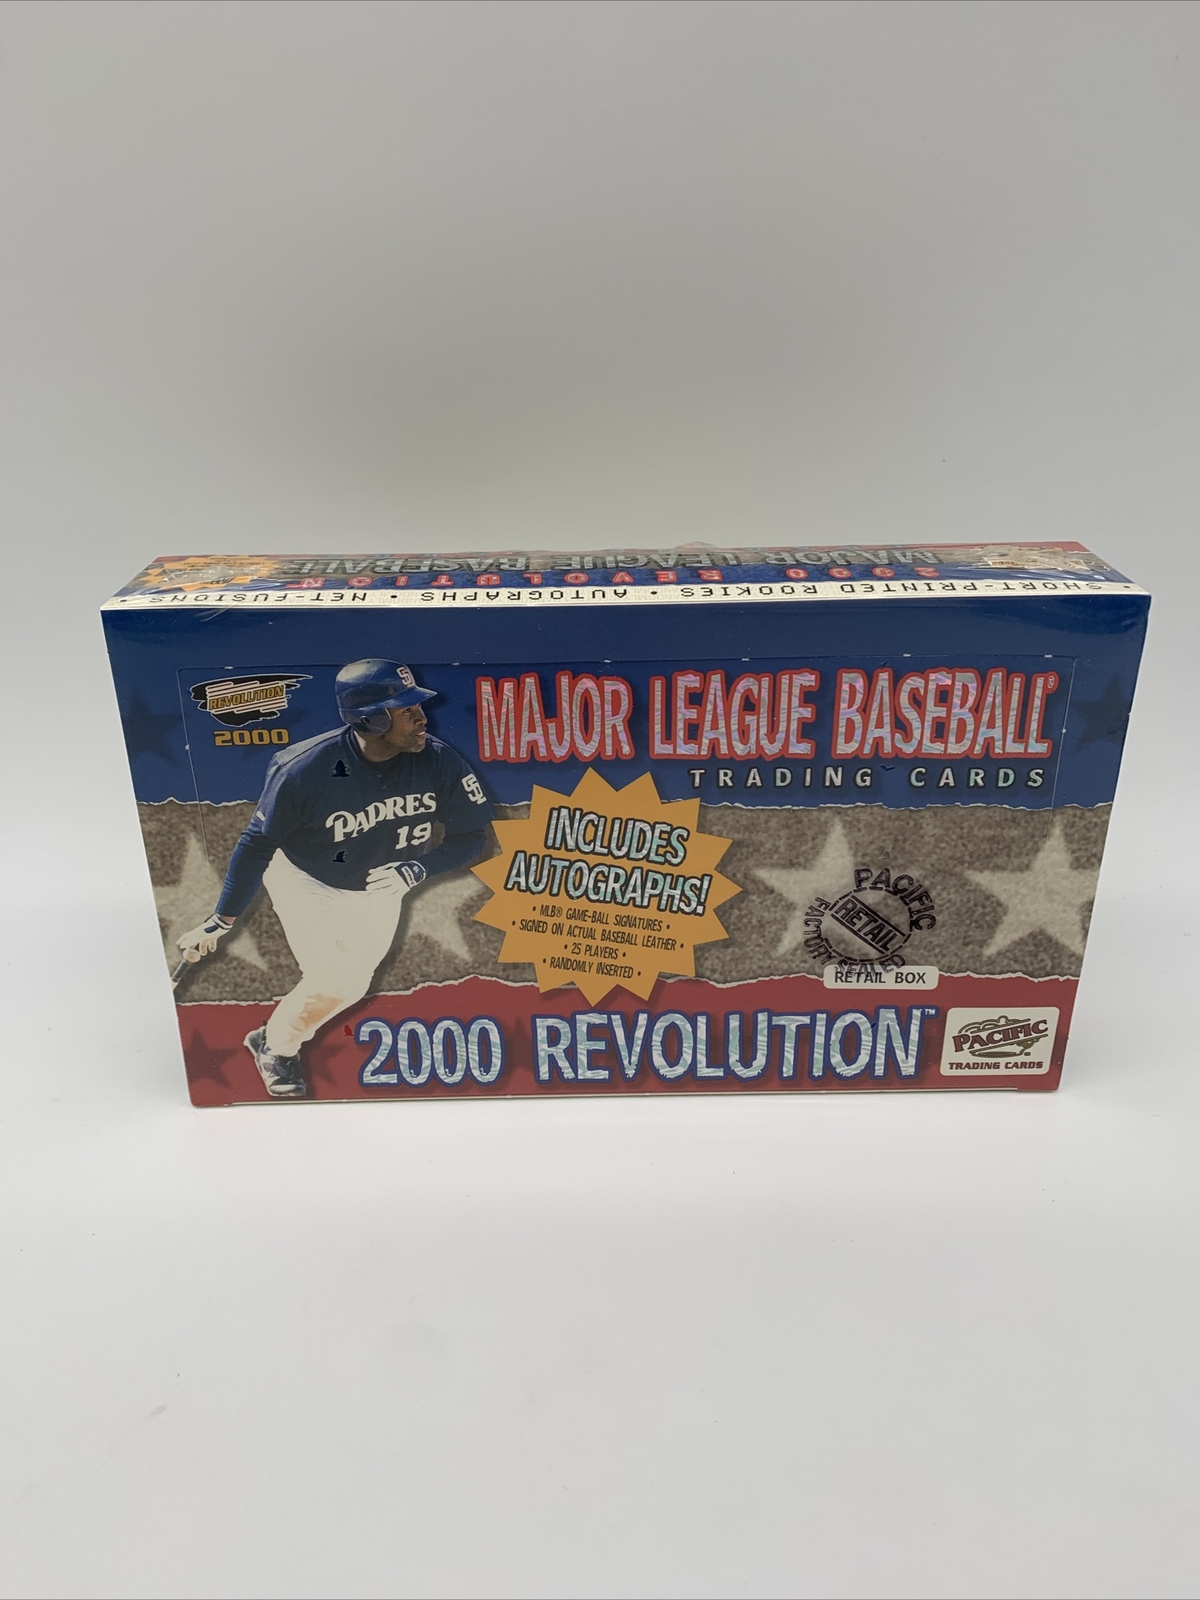 MAJOR LEAGUE BASEBALL
2000 REVOLUTION
• SHORT-PRINTED ROOKIES • AUTOGRAPHS • NET-FUSIONS •
REVOLUTION
2000
SD
MAJOR LEAGUE BASEBALL®
TRADING CARDS
PADRES
19
SD
INCLUDES
AUTOGRAPHS!
• MLB® GAME-BALL SIGNATURES •
• SIGNED ON ACTUAL BASEBALL LEATHER •
• 25 PLAYERS •
• RANDOMLY INSERTED •
PACIFIC
RETAIL
FACTORY SEALED
RETAIL BOX
2000 REVOLUTION™
PACIFIC
TRADING CARDS